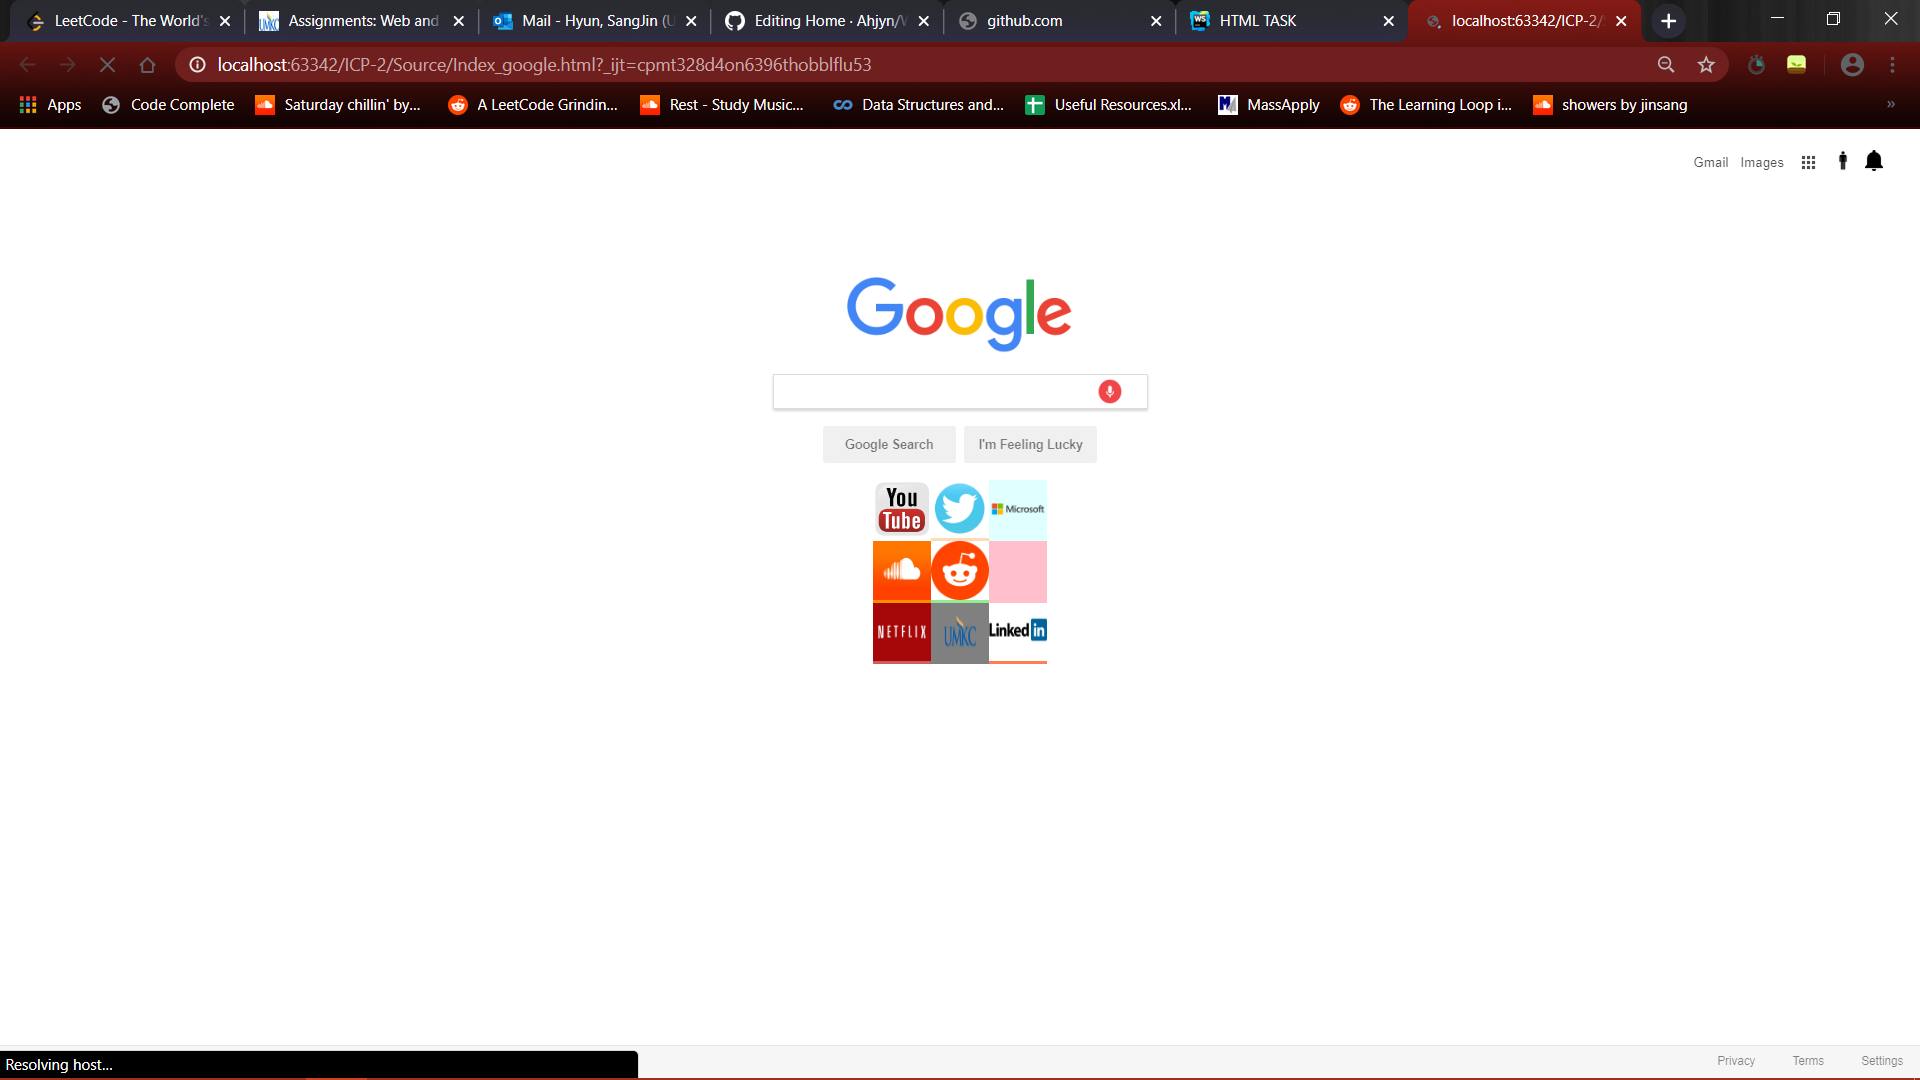 LeetCode - The World's
Assignments: Web and
Mail - Hyun, SangJin (U
Editing Home · Ahjyn/W
github.com
HTML TASK
localhost:63342/ICP-2/
localhost:63342/ICP-2/Source/Index_google.html?_ijt=cpmt328d4on6396thobblflu53
Apps
Code Complete
Saturday chillin' by...
A LeetCode Grindin...
Rest - Study Music...
Data Structures and...
Useful Resources.xl...
MassApply
The Learning Loop i...
showers by jinsang
»
Gmail Images
Google
Google Search I'm Feeling Lucky
You
Tube
Microsoft
NETFLIX
UMKC
Linked in
Resolving host...
Privacy Terms Settings